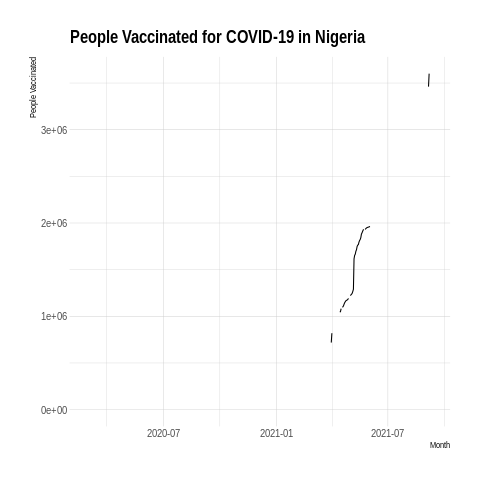 People Vaccinated for COVID-19 in Nigeria
People Vaccinated
3e+06
2e+06
1e+06
0e+00
2020-07
2021-01
2021-07
Month